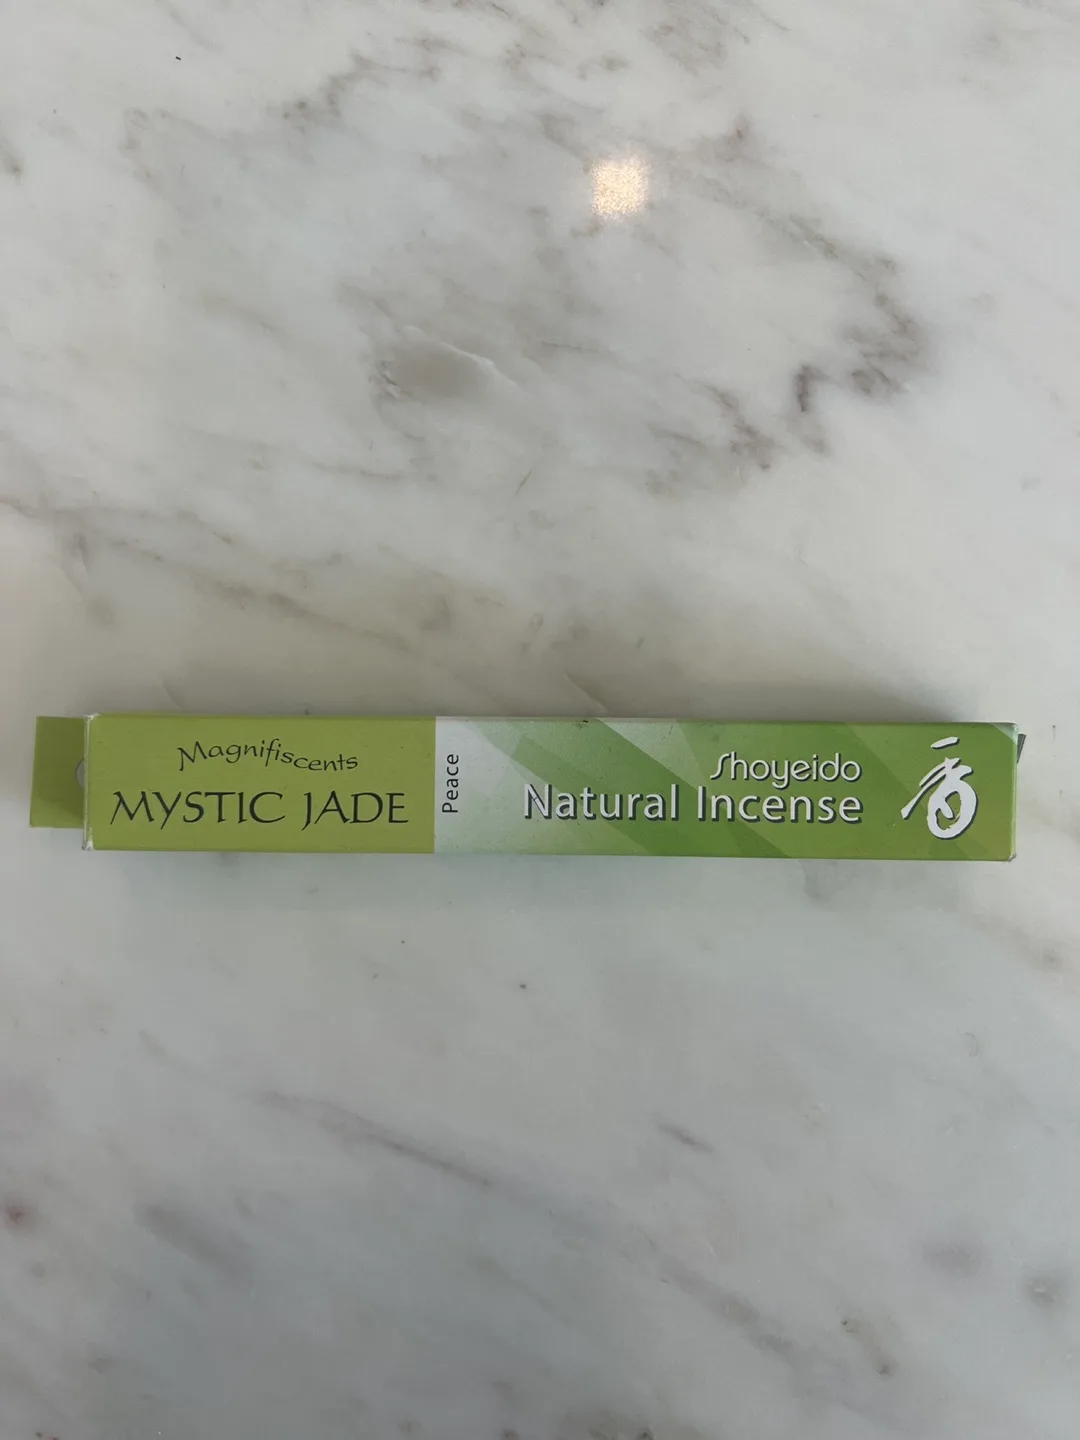 Magnifiscents
MYSTIC JADE
Peace
Shoyeido
Natural Incense
香